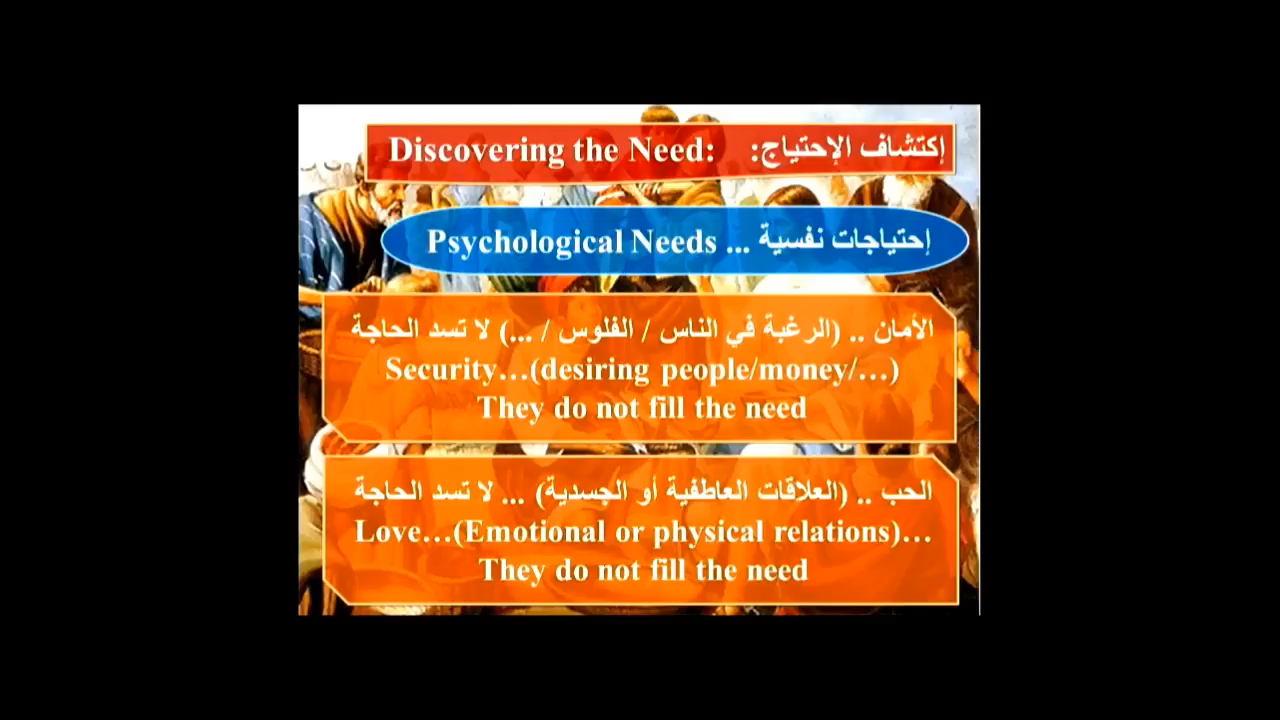 Discovering the Need: إكتشاف الإحتياج:
Psychological Needs ... إحتياجات نفسية
الأمان .. (الرغبة في الناس / الفلوس / ...) لا تسد الحاجة
Security…(desiring people/money/…)
They do not fill the need
الحب .. (العلاقات العاطفية أو الجسدية) ... لا تسد الحاجة
Love…(Emotional or physical relations)…
They do not fill the need